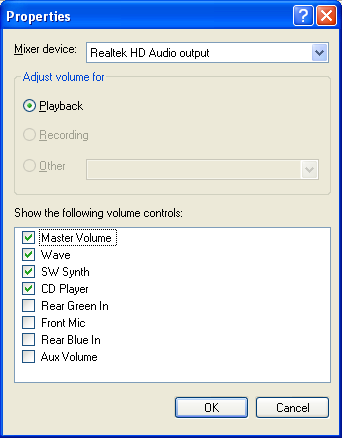 Properties
Mixer device: Realtek HD Audio output
Adjust volume for
Playback
Recording
Other
Show the following volume controls:
Master Volume
Wave
SW Synth
CD Player
Rear Green In
Front Mic
Rear Blue In
Aux Volume
OK Cancel